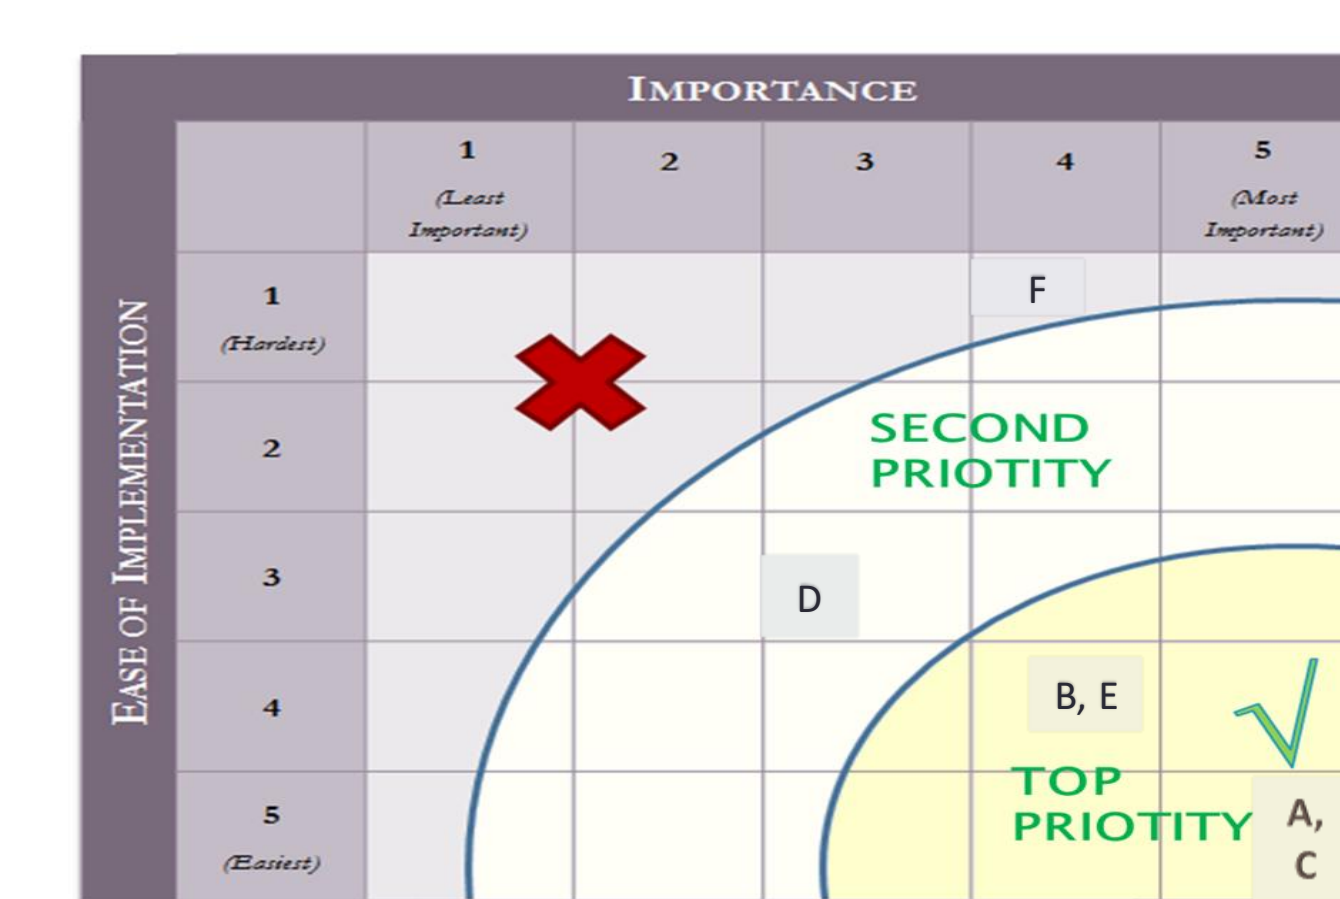 IMPORTANCE
1
(Least
Important)
2
3
4
5
(Most
Important)
EASE OF IMPLEMENTATION
1
(Hardest)
F
2
SECOND
PRIOTITY
3
D
4
B, E
5
(Easiest)
TOP
PRIOTITY
A,
C